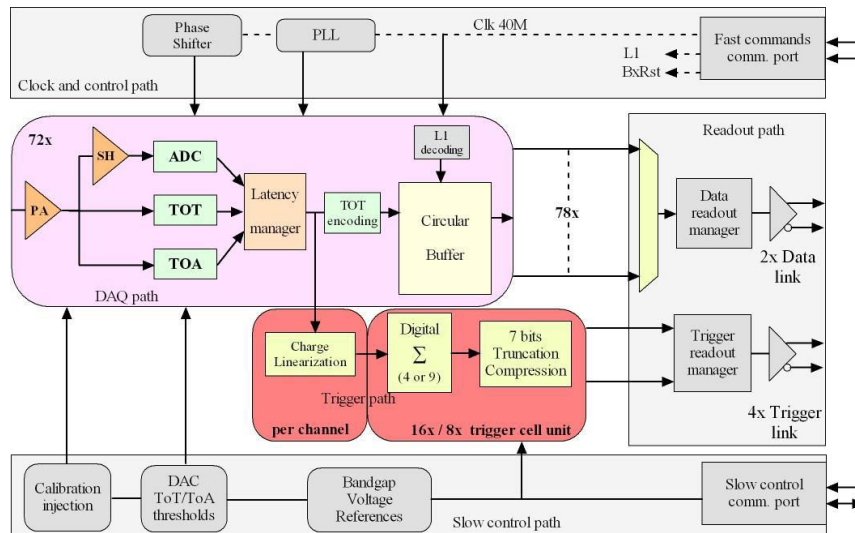 Phase
Shifter
PLL
Clk 40M
L1
BxRst
Fast commands
comm. port
Clock and control path
72x
SH
ADC
PA
TOT
TOA
Latency
manager
TOT
encoding
L1
decoding
Circular
Buffer
DAQ path
78x
Readout path
Data
readout
manager
2x Data
link
Charge
Linearization
Digital
Σ
(4 or 9)
7 bits
Truncation
Compression
Trigger path
per channel
16x / 8x trigger cell unit
Trigger
readout
manager
4x Trigger
link
Calibration
injection
DAC
ToT/ToA
thresholds
Bandgap
Voltage
References
Slow control path
Slow control
comm. port